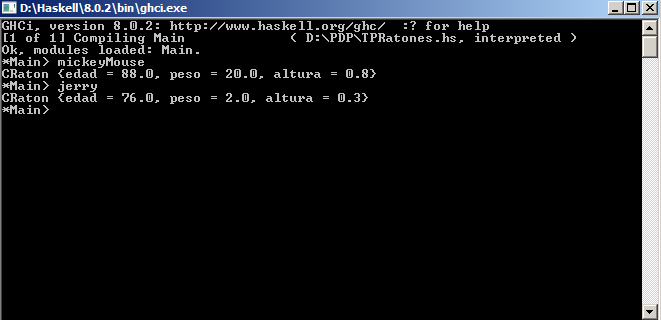 D:\Haskell\8.0.2\bin\ghci.exe
GHCi, version 8.0.2: http://www.haskell.org/ghc/  :? for help
[1 of 1] Compiling Main             ( D:\PDP\TPRatones.hs, interpreted )
Ok, modules loaded: Main.
*Main> mickeyMouse
CRaton {edad = 88.0, peso = 20.0, altura = 0.8}
*Main> jerry
CRaton {edad = 76.0, peso = 2.0, altura = 0.3}
*Main>